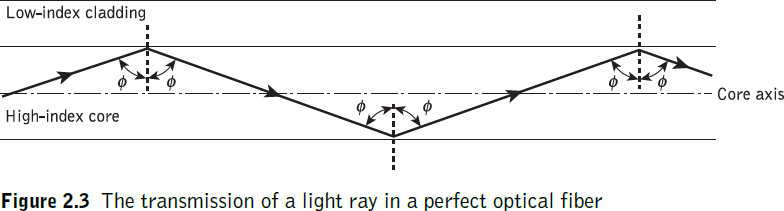 Low-index cladding
ϕ ϕ ϕ ϕ
ϕ ϕ
Core axis
High-index core
Figure 2.3 The transmission of a light ray in a perfect optical fiber